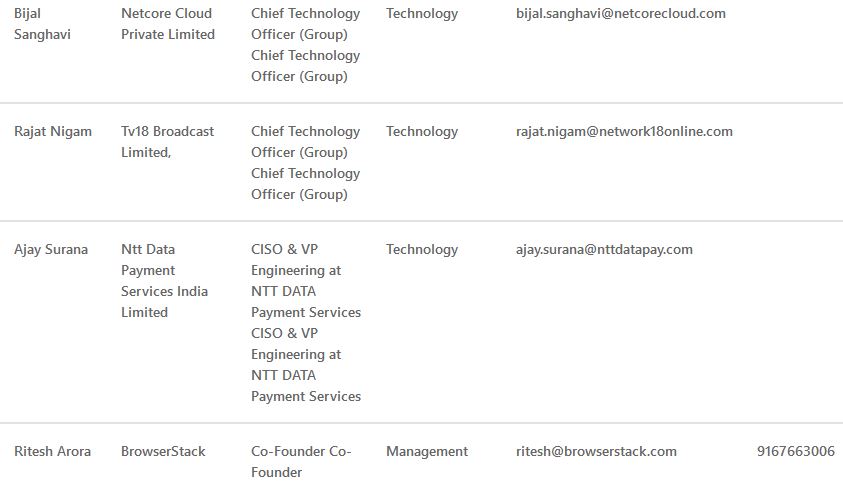 Bijal Sanghavi
Netcore Cloud Private Limited
Chief Technology Officer (Group) Chief Technology Officer (Group)
Technology
bijal.sanghavi@netcorecloud.com
Rajat Nigam
Tv18 Broadcast Limited,
Chief Technology Officer (Group) Chief Technology Officer (Group)
Technology
rajat.nigam@network18online.com
Ajay Surana
Ntt Data Payment Services India Limited
CISO & VP Engineering at NTT DATA Payment Services CISO & VP Engineering at NTT DATA Payment Services
Technology
ajay.surana@nttdatapay.com
Ritesh Arora
BrowserStack
Co-Founder Co-Founder
Management
ritesh@browserstack.com
9167663006